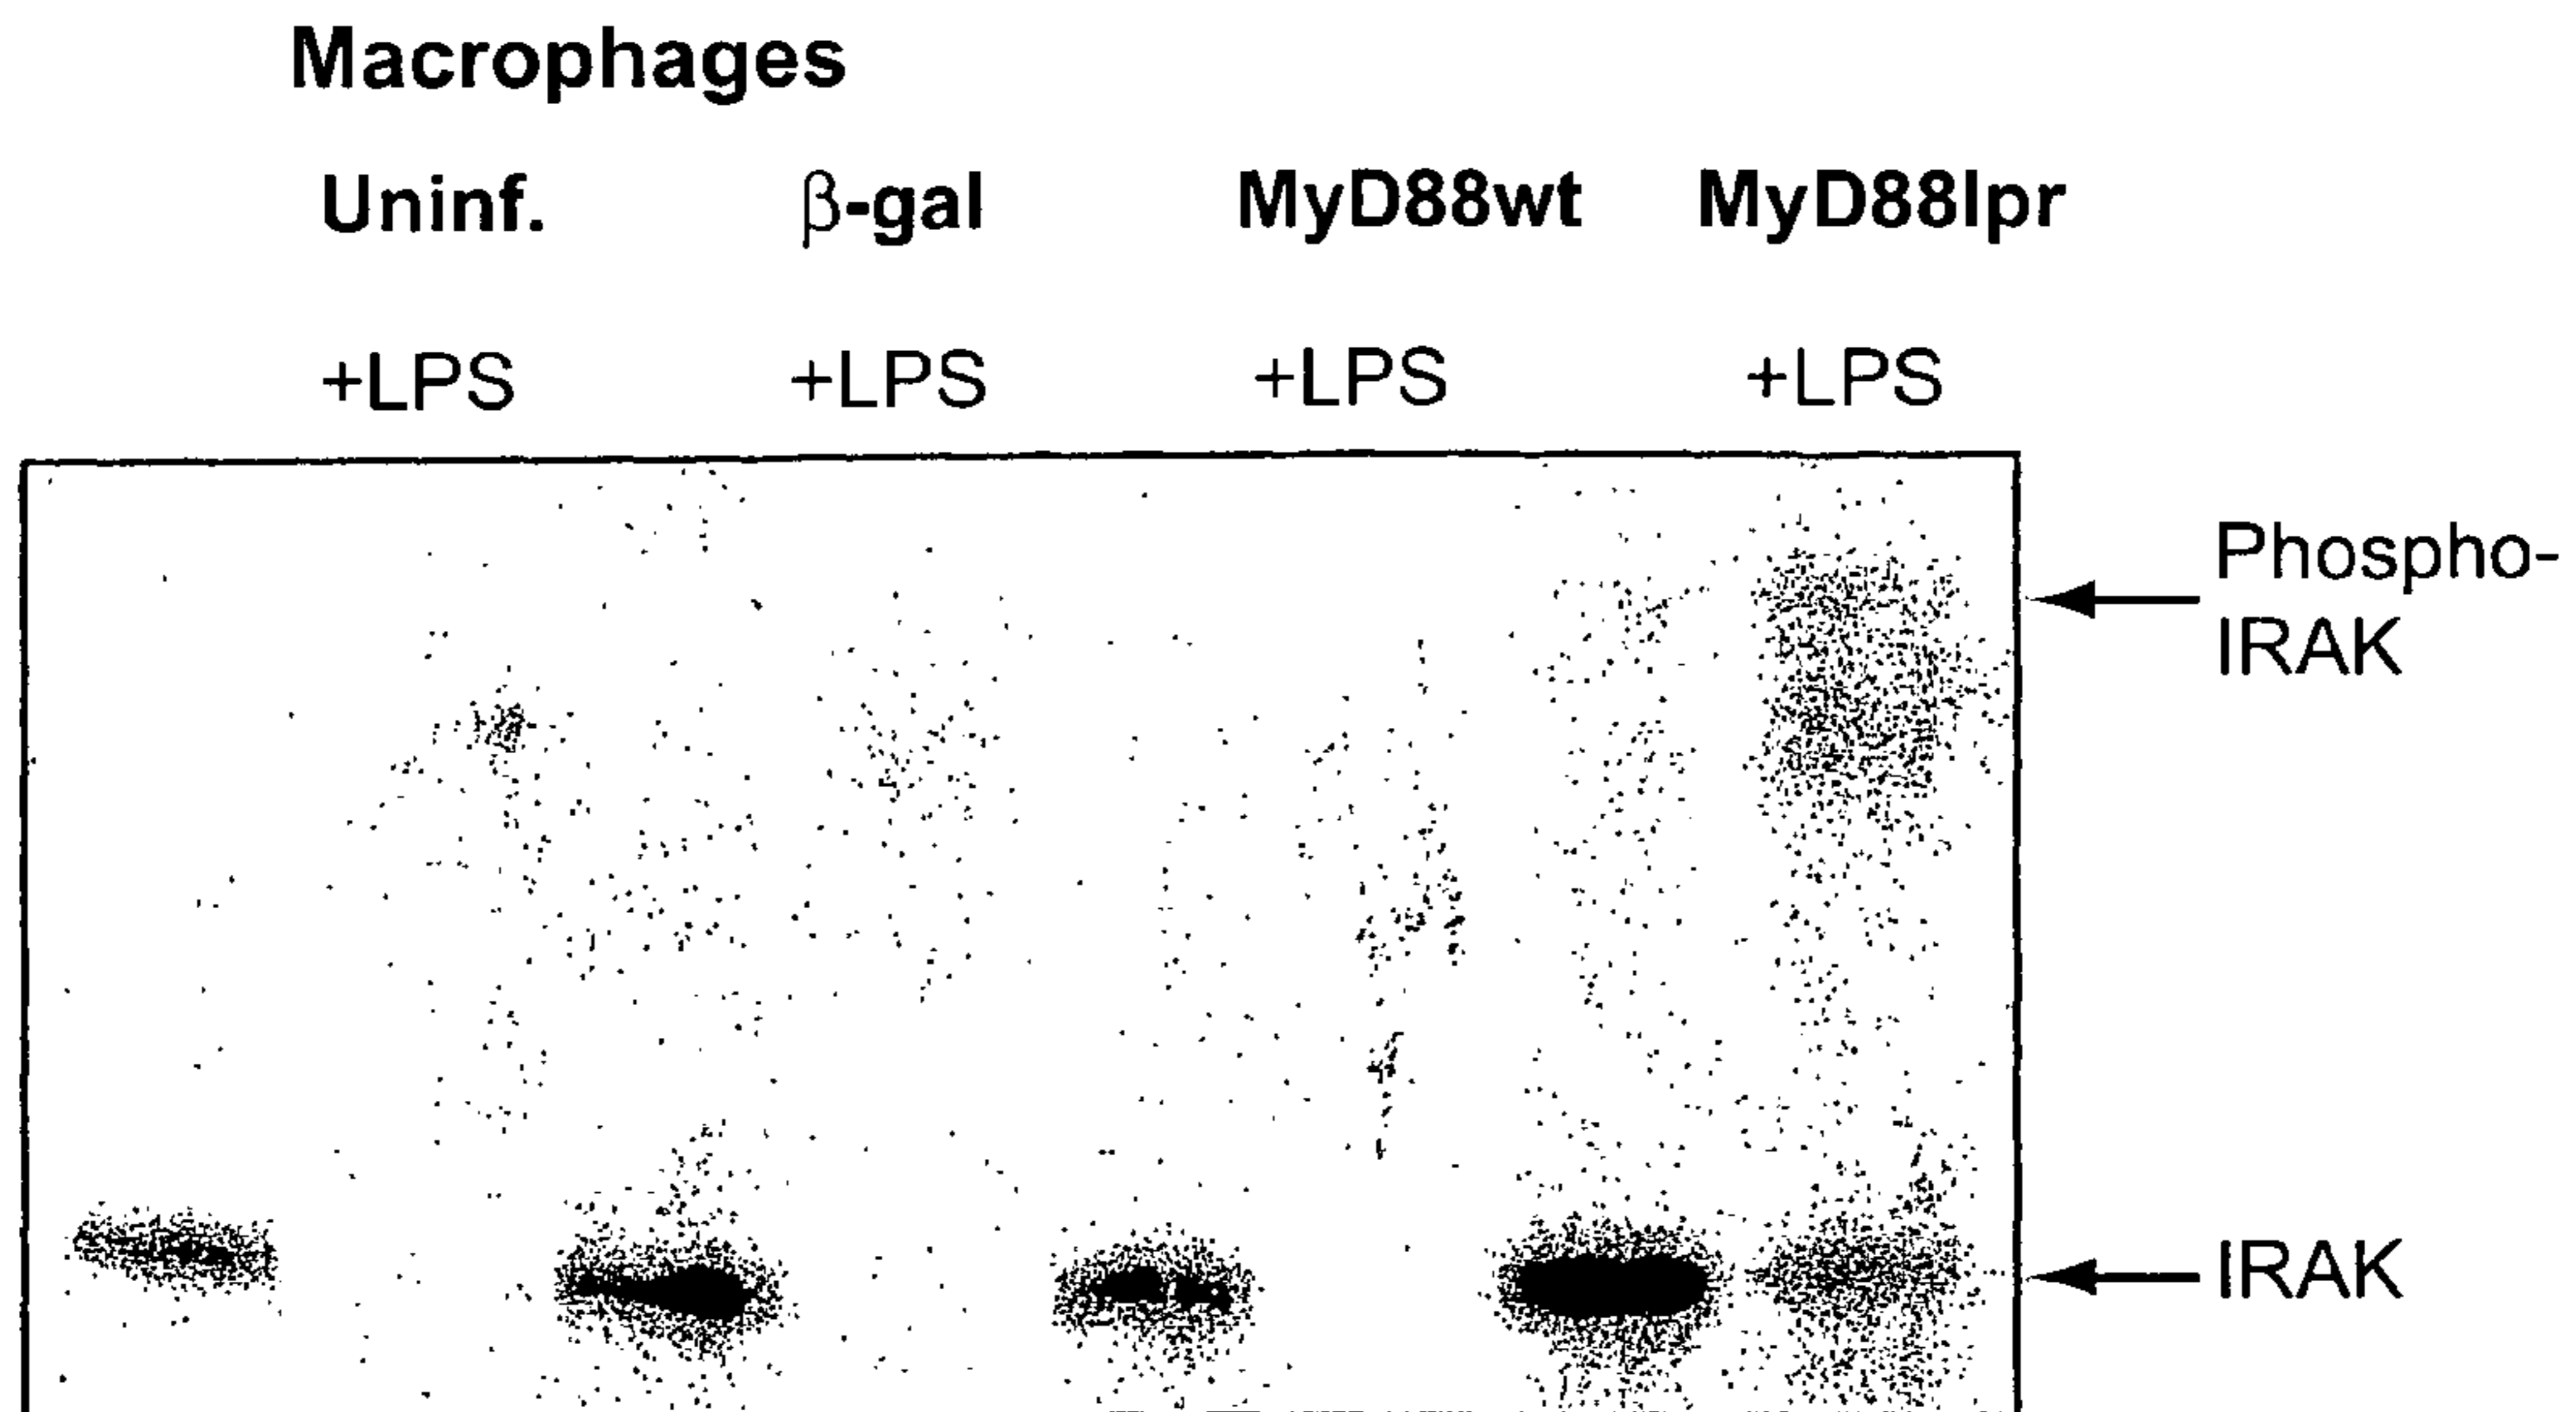 Macrophages
Uninf. β-gal MyD88wt MyD88lpr
+LPS +LPS +LPS +LPS
Phospho-
IRAK
IRAK